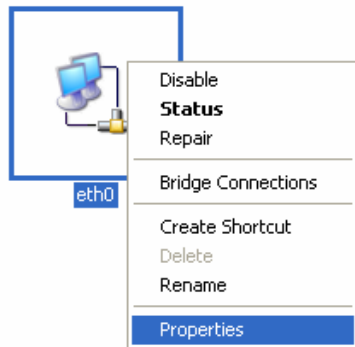 Disable
Status
Repair
Bridge Connections
eth0
Create Shortcut
Delete
Rename
Properties